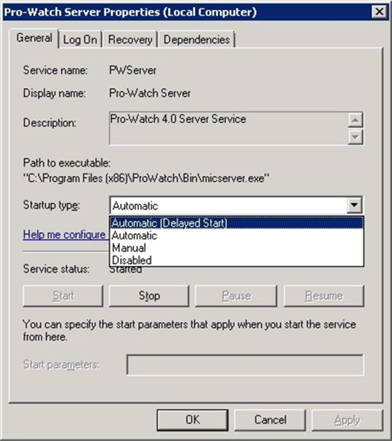 Pro-Watch Server Properties (Local Computer)
General Log On Recovery Dependencies
Service name: PWServer
Display name: Pro-Watch Server
Description: Pro-Watch 4.0 Server Service
Path to executable:
"C:\Program Files (x86)\ProWatch\Bin\micserver.exe"
Startup type: Automatic
Automatic (Delayed Start)
Help me configure Automatic
Manual
Disabled
Service status: Started
Start Stop Pause Resume
You can specify the start parameters that apply when you start the service
from here.
Start parameters:
OK Cancel Apply